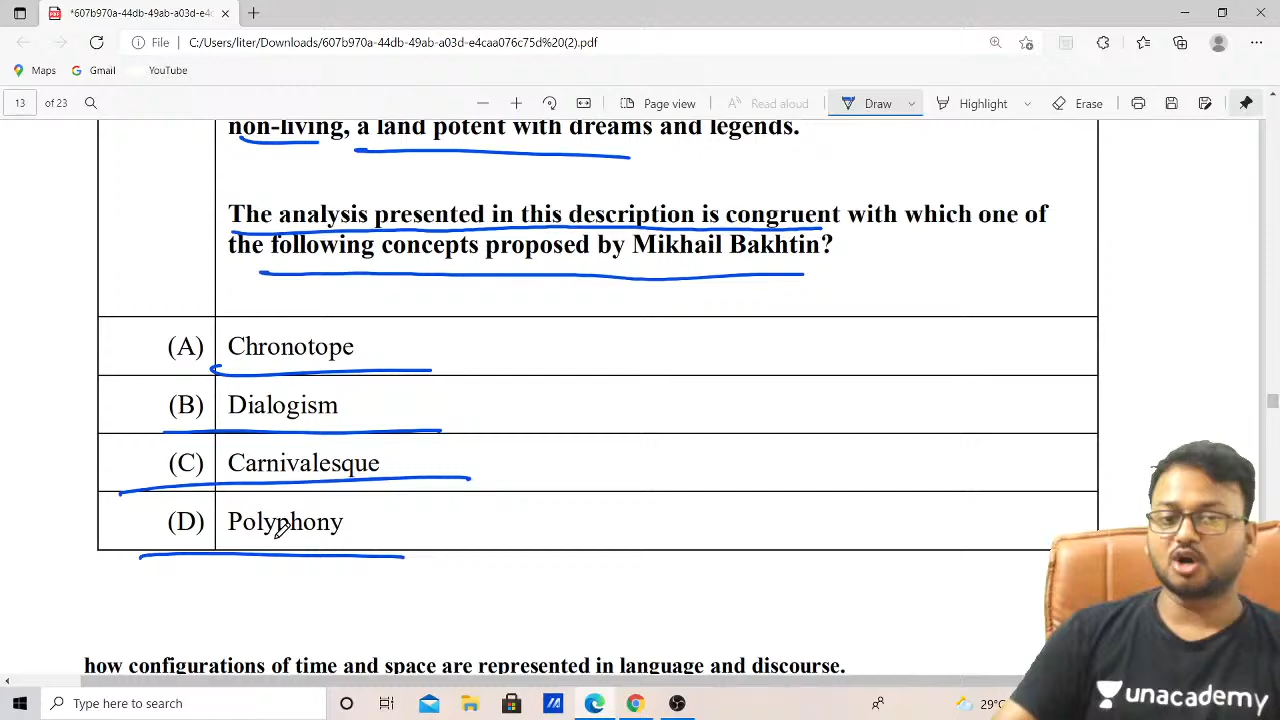 *607b970a-44db-49ab-a03d-e4c
File
C:/Users/liter/Downloads/607b970a-44db-49ab-a03d-e4caa076c75d%20(2).pdf
Maps
Gmail
YouTube
13
of 23
Page view
Read aloud
Draw
Highlight
Erase
non-living, a land potent with dreams and legends.
The analysis presented in this description is congruent with which one of
the following concepts proposed by Mikhail Bakhtin?
(A) Chronotope
(B) Dialogism
(C) Carnivalesque
(D) Polyphony
how configurations of time and space are represented in language and discourse.
unacademy
Type here to search
29°C